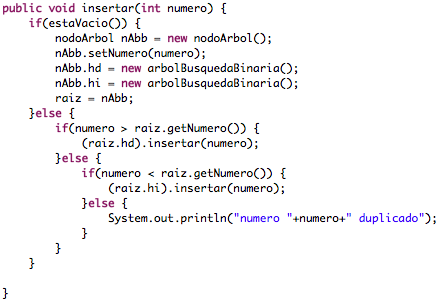 public void insertar(int numero) {
    if(estaVacio()) {
        nodoArbol nAbb = new nodoArbol();
        nAbb.setNumero(numero);
        nAbb.hd = new arbolBusquedaBinaria();
        nAbb.hi = new arbolBusquedaBinaria();
        raiz = nAbb;
    }else {
        if(numero > raiz.getNumero()) {
            (raiz.hd).insertar(numero);
        }else {
            if(numero < raiz.getNumero()) {
                (raiz.hi).insertar(numero);
            }else {
                System.out.println("numero "+numero+" duplicado");
            }
        }
    }
}